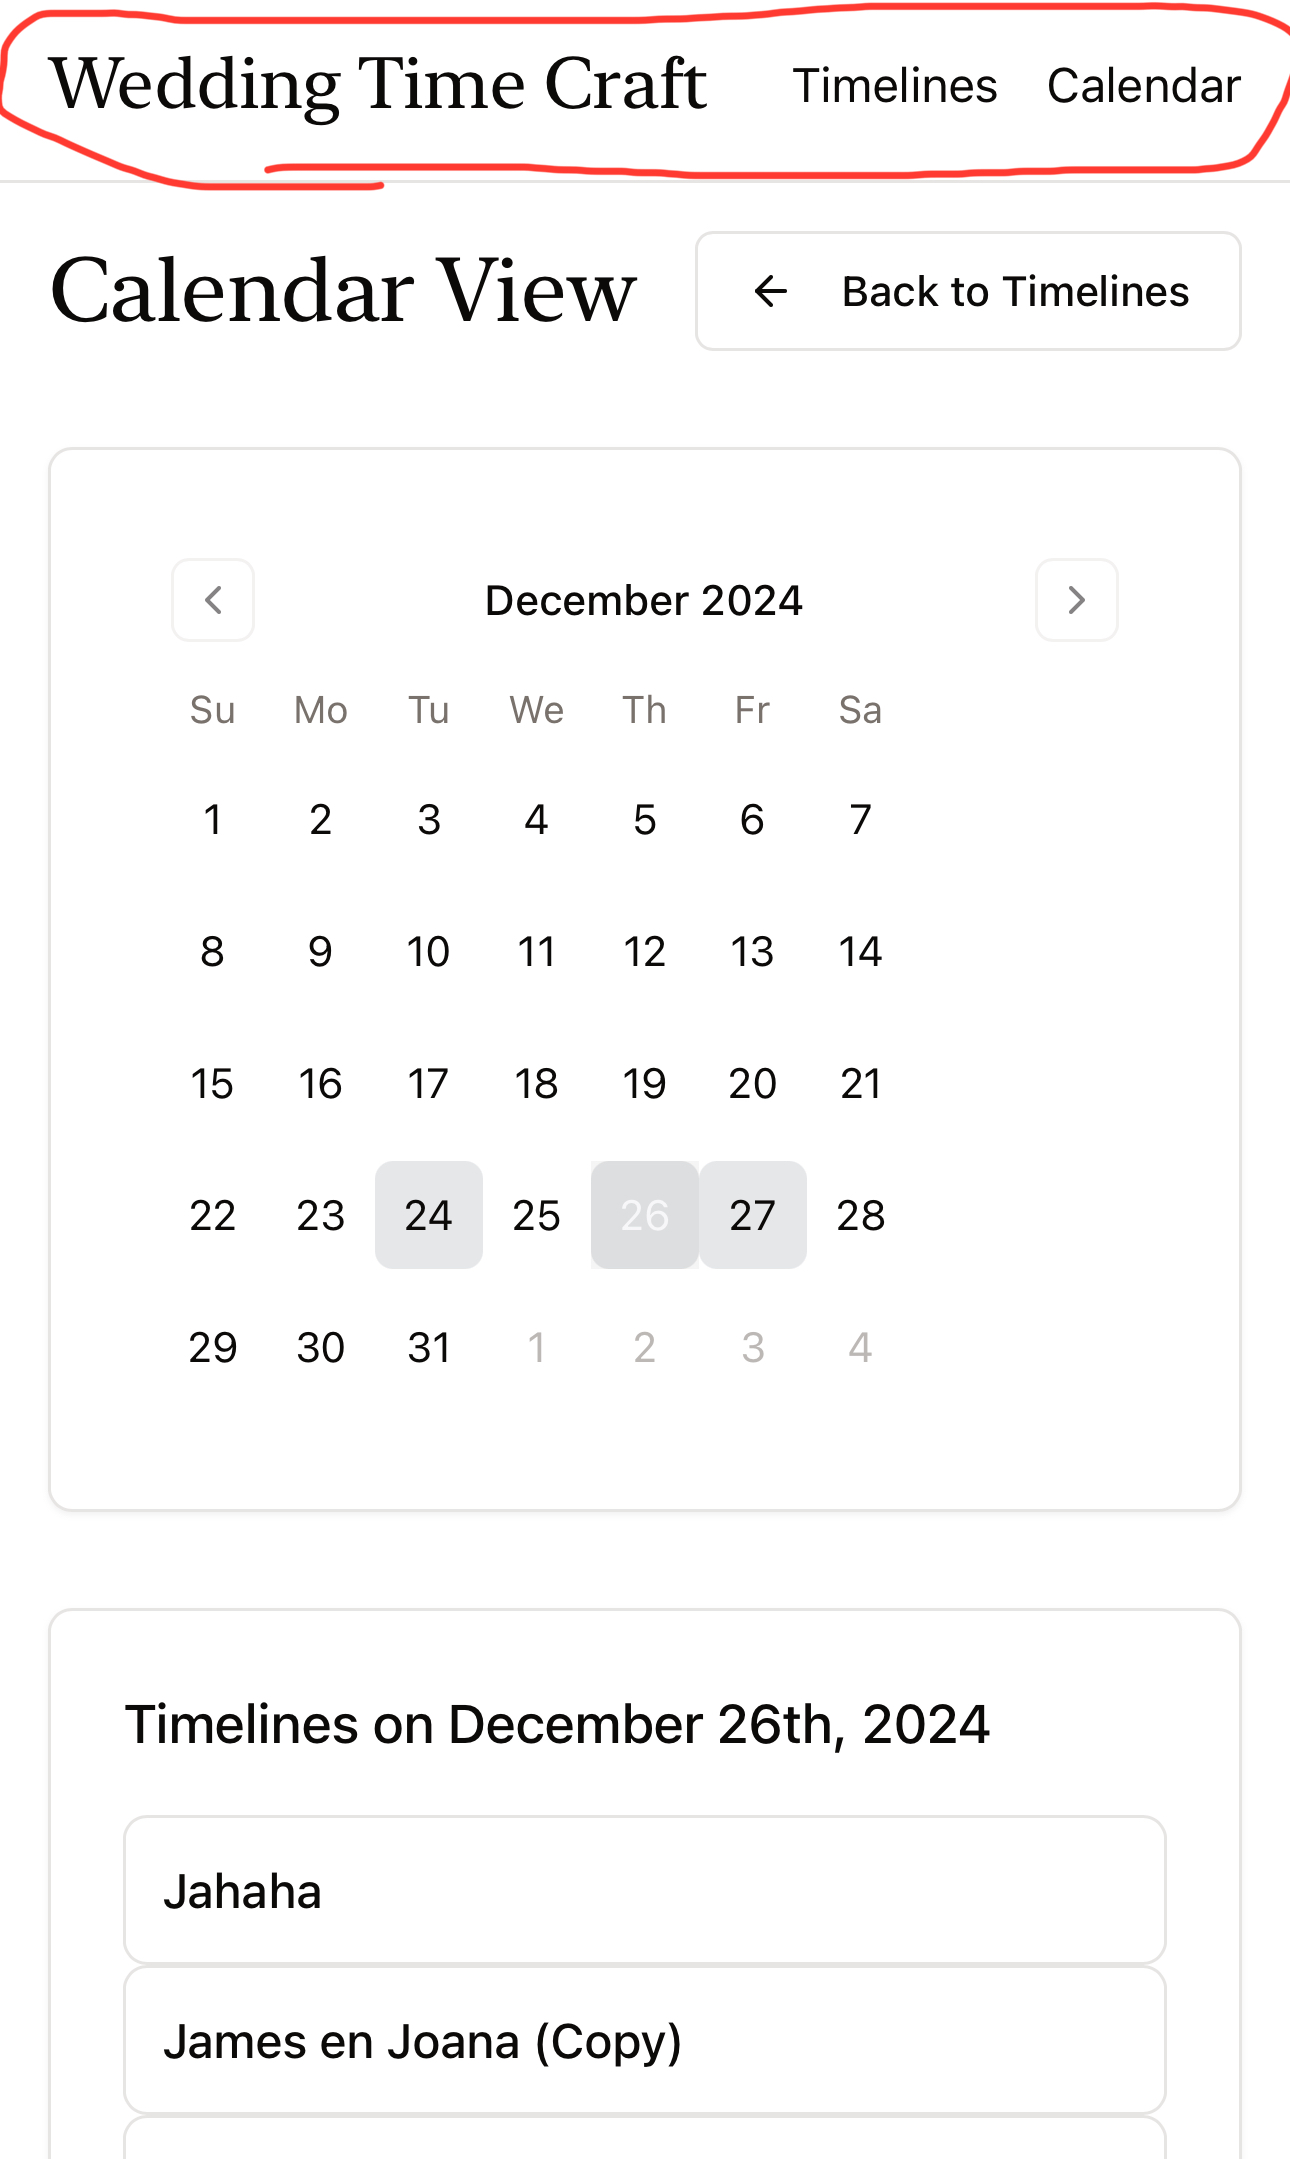 Wedding Time Craft Timelines Calendar
Calendar View ← Back to Timelines
December 2024
Su Mo Tu We Th Fr Sa
1 2 3 4 5 6 7
8 9 10 11 12 13 14
15 16 17 18 19 20 21
22 23 24 25 26 27 28
29 30 31 1 2 3 4
Timelines on December 26th, 2024
Jahaha
James en Joana (Copy)